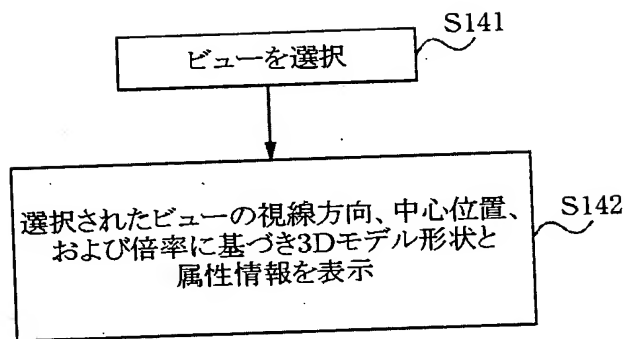 S141
ビューを選択
選択されたビューの視線方向、中心位置、
および倍率に基づき3Dモデル形状と
属性情報を表示
S142